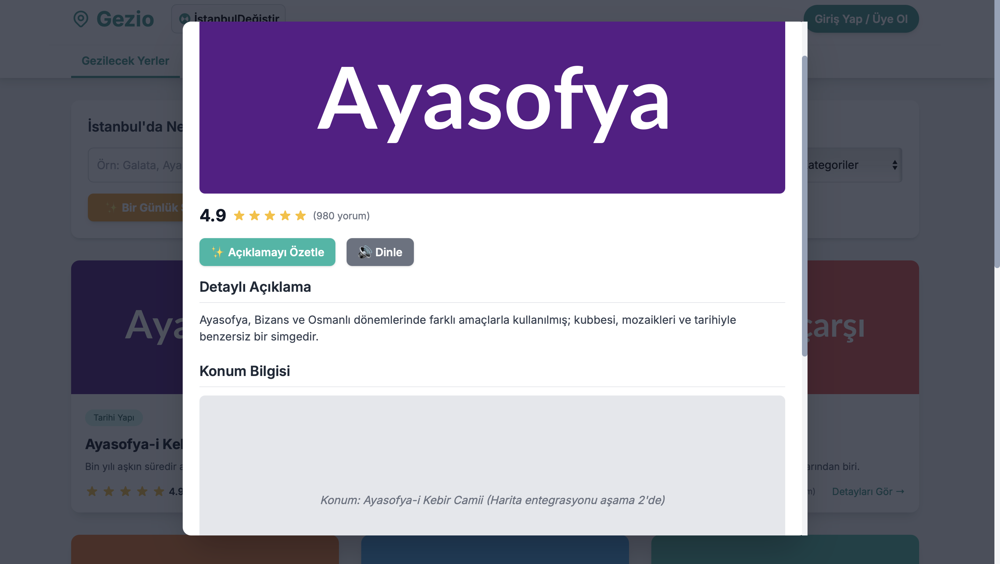 Gezio
İstanbulDeğiştir
Giriş Yap / Üye Ol
Gezilecek Yerler
İstanbul'da Ne
Örn: Galata, Aya
ategoriler
✨ Bir Günlük
Ayasofya
4.9 ★ ★ ★ ★ ★ (980 yorum)
✨ Açıklamayı Özetle
🔊 Dinle
Detaylı Açıklama
Ayasofya, Bizans ve Osmanlı dönemlerinde farklı amaçlarla kullanılmış; kubbesi, mozaikleri ve tarihiyle
benzersiz bir simgedir.
Konum Bilgisi
Konum: Ayasofya-i Kebir Camii (Harita entegrasyonu aşama 2'de)
Aya
Tarihi Yapı
Ayasofya-i Ke
Bin yılı aşkın süredir
★ ★ ★ ★ ★ 4.9
çarşı
arından biri.
m)
Detayları Gör →